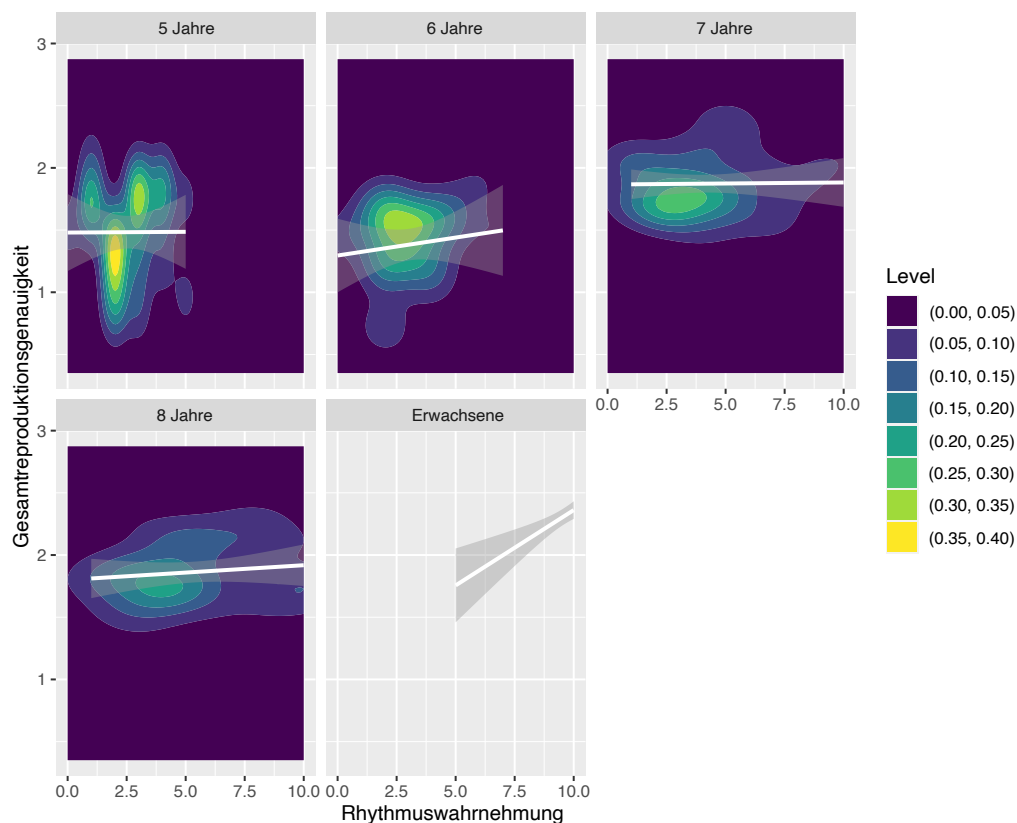 5 Jahre
6 Jahre
7 Jahre
3
2
1
0.0 2.5 5.0 7.5 10.0
8 Jahre
Erwachsene
3
2
1
0.0 2.5 5.0 7.5 10.0
0.0 2.5 5.0 7.5 10.0
Rhythmuswahrnehmung
Gesamtreproduktionsgenauigkeit
Level
(0.00, 0.05)
(0.05, 0.10)
(0.10, 0.15)
(0.15, 0.20)
(0.20, 0.25)
(0.25, 0.30)
(0.30, 0.35)
(0.35, 0.40)